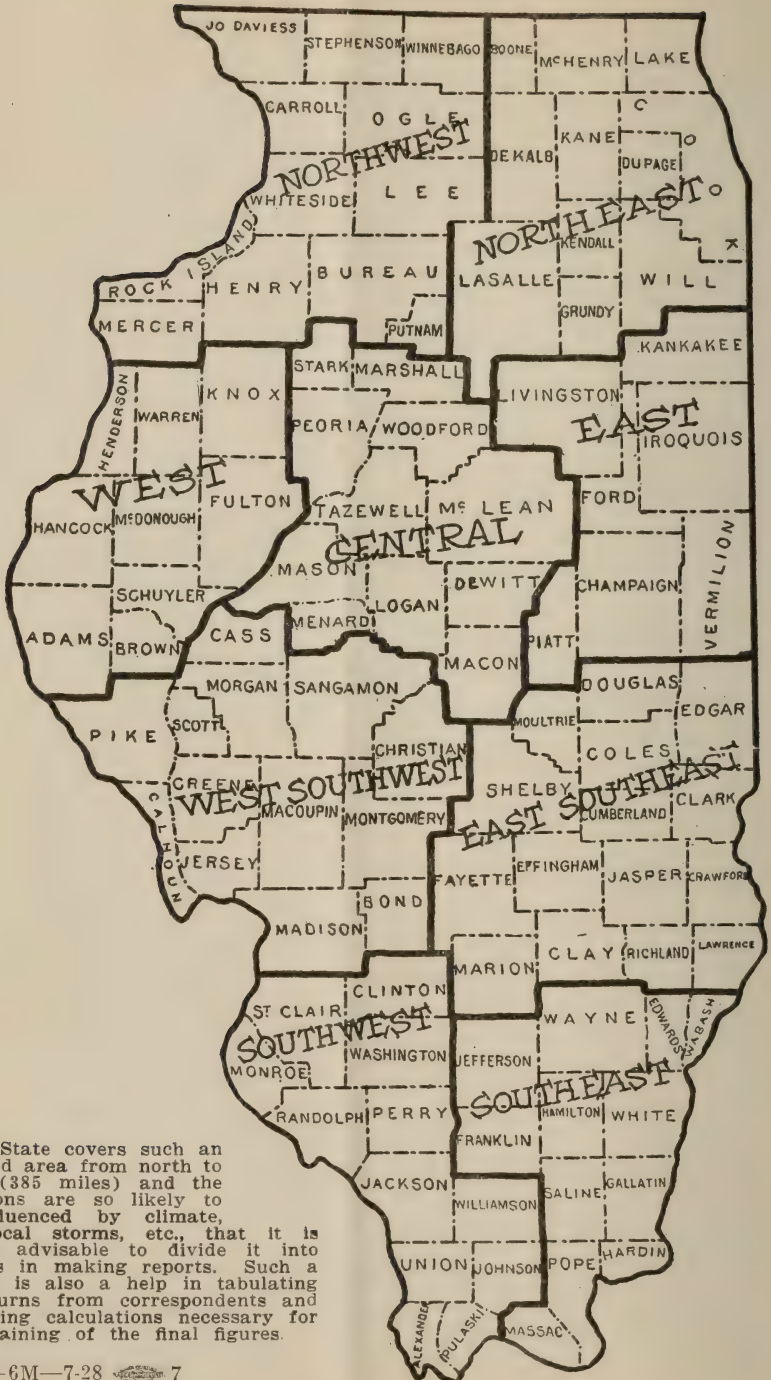 JO DAVIESS
STEPHENSON
WINNEBAGO
BOONE
McHENRY
LAKE
CARROLL
OGLE
NORTHWEST
DEKALB
KANE
COOK
DUPAGE
WHITESIDE
LEE
NORTHEAST
ROCK ISLAND
HENRY
BUREAU
LASALLE
KENDALL
WILL
MERCER
PUTNAM
GRUNDY
KANKAKEE
STARK
MARSHALL
HENDERSON
WARREN
KNOX
LIVINGSTON
EAST
IROQUOIS
PEORIA
WOODFORD
WEST
HANCOCK
McDONOUGH
FULTON
TAZEWELL
McLEAN
FORD
CENTRAL
MASON
VERMILION
SCHUYLER
LOGAN
DEWITT
CHAMPAIGN
ADAMS
BROWN
CASS
MENARD
MACON
PIATT
MORGAN
SANGAMON
DOUGLAS
PIKE
SCOTT
MOULTRIE
EDGAR
CHRISTIAN
COLES
GREENE
WEST SOUTHWEST
SHELBY
EAST SOUTHEAST
CALHOUN
MACOUPIN
MONTGOMERY
CUMBERLAND
CLARK
JERSEY
FAYETTE
EFFINGHAM
JASPER
CRAWFORD
BOND
MADISON
MARION
CLAY
RICHLAND
LAWRENCE
CLINTON
ST CLAIR
WAYNE
EDWARDS
WABASH
SOUTHWEST
MONROE
WASHINGTON
JEFFERSON
SOUTHEAST
RANDOLPH
PERRY
HAMILTON
WHITE
FRANKLIN
JACKSON
WILLIAMSON
SALINE
GALLATIN
UNION
JOHNSON
POPE
HARDIN
ALEXANDER
PULASKI
MASSAC
State covers such an
d area from north to
(385 miles) and the
ons are so likely to
luenced by climate,
ocal storms, etc., that it is
advisable to divide it into
s in making reports. Such a
is also a help in tabulating
urns from correspondents and
ing calculations necessary for
aining of the final figures.
-6M—7-28 7